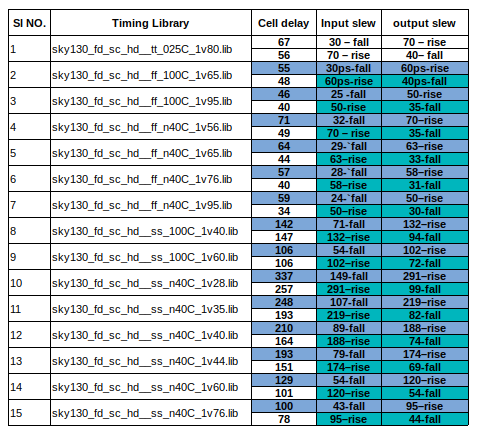 SI NO. Timing Library Cell delay Input slew output slew
1 sky130_fd_sc_hd__tt_025C_1v80.lib 67 30 – fall 70 – rise
56 70 – rise 40– fall
2 sky130_fd_sc_hd__ff_100C_1v65.lib 55 30ps-fall 60ps-rise
48 60ps-rise 40ps-fall
3 sky130_fd_sc_hd__ff_100C_1v95.lib 46 25 -fall 50-rise
40 50-rise 35-fall
4 sky130_fd_sc_hd__ff_n40C_1v56.lib 71 32-fall 70–rise
49 70 – rise 35-fall
5 sky130_fd_sc_hd__ff_n40C_1v65.lib 64 29-`fall 63–rise
44 63–rise 33-fall
6 sky130_fd_sc_hd__ff_n40C_1v76.lib 57 28-`fall 58–rise
40 58–rise 31-fall
7 sky130_fd_sc_hd__ff_n40C_1v95.lib 59 24-`fall 50–rise
34 50–rise 30-fall
8 sky130_fd_sc_hd__ss_100C_1v40.lib 142 71-fall 132–rise
147 132–rise 94-fall
9 sky130_fd_sc_hd__ss_100C_1v60.lib 106 54-fall 102–rise
106 102–rise 72-fall
10 sky130_fd_sc_hd__ss_n40C_1v28.lib 337 149-fall 291–rise
257 291–rise 99-fall
11 sky130_fd_sc_hd__ss_n40C_1v35.lib 248 107-fall 219–rise
193 219–rise 82-fall
12 sky130_fd_sc_hd__ss_n40C_1v40.lib 210 89-fall 188–rise
164 188–rise 74-fall
13 sky130_fd_sc_hd__ss_n40C_1v44.lib 193 79-fall 174–rise
151 174–rise 69-fall
14 sky130_fd_sc_hd__ss_n40C_1v60.lib 129 54-fall 120–rise
101 120–rise 54-fall
15 sky130_fd_sc_hd__ss_n40C_1v76.lib 100 43-fall 95–rise
78 95–rise 44-fall